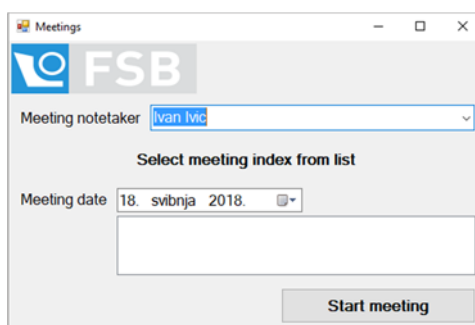 Meetings
FSB
Meeting notetaker Ivan Ivic
Select meeting index from list
Meeting date 18. svibnja 2018.
Start meeting